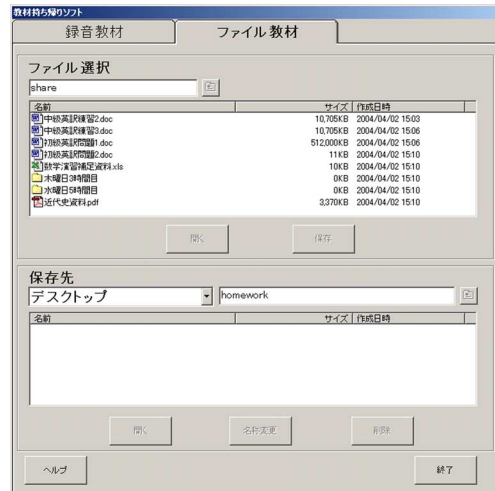 教材持ち帰りソフト
録音教材 ファイル教材
ファイル選択
share
名前 サイズ 作成日時
中級英訳練習2.doc 10,705KB 2004/04/02 15:03
中級英訳練習3.doc 10,705KB 2004/04/02 15:06
初級英訳問題1.doc 512,000KB 2004/04/02 15:06
初級英訳問題2.doc 11KB 2004/04/02 15:10
数学演習補足資料.xls 10KB 2004/04/02 15:10
木曜日3時間目 0KB 2004/04/02 15:10
水曜日5時間目 0KB 2004/04/02 15:10
近代史資料.pdf 3,370KB 2004/04/02 15:10
開く 保存
保存先
デスクトップ homework
名前 サイズ 作成日時
開く 名称変更 削除
ヘルプ 終了